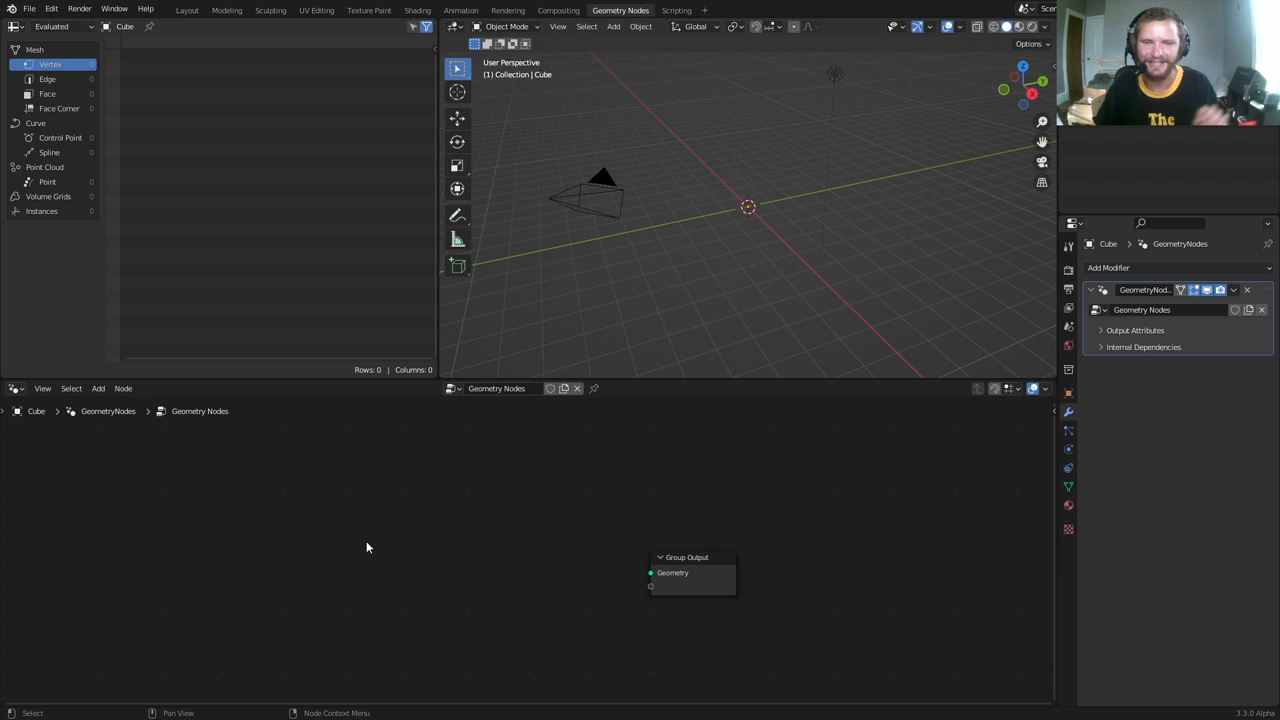 File Edit Render Window Help
Layout Modeling Sculpting UV Editing Texture Paint Shading Animation Rendering Compositing Geometry Nodes Scripting +
Scer
Evaluated Cube
Object Mode View Select Add Object Global
Options
Mesh
Vertex 0
Edge 0
Face 0
Face Corner 0
Curve
Control Point 0
Spline 0
Point Cloud
Point 0
Volume Grids 0
Instances 0
Rows: 0 | Columns: 0
User Perspective
(1) Collection | Cube
Z
Y
X
The
Cube > GeometryNodes
Add Modifier
GeometryNod..
Geometry Nodes
Output Attributes
Internal Dependencies
View Select Add Node
Geometry Nodes
Cube > GeometryNodes > Geometry Nodes
Group Output
Geometry
Select
Pan View
Node Context Menu
3.3.0 Alpha